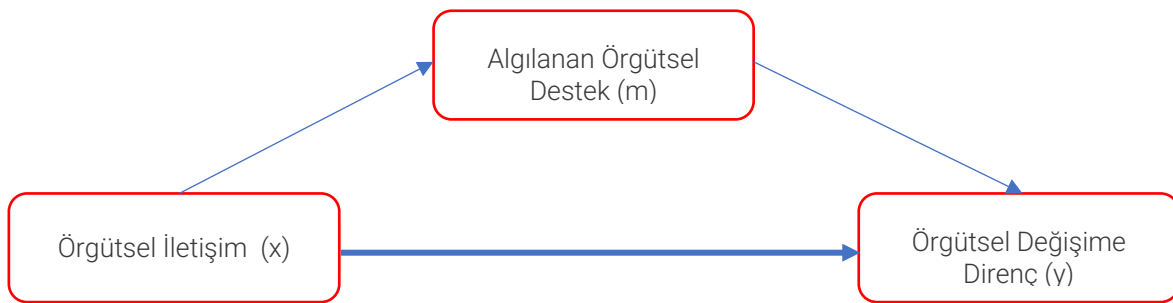 Algılanan Örgütsel
Destek (m)
Örgütsel İletişim (x)
Örgütsel Değişime
Direnç (y)